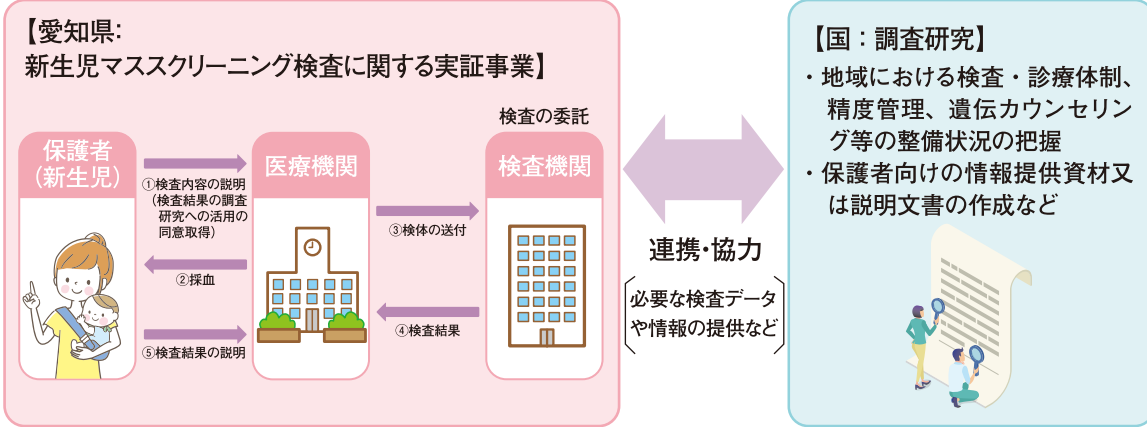 【愛知県:
新生児マススクリーニング検査に関する実証事業】
検査の委託
保護者
(新生児)
①検査内容の説明
(検査結果の調査
研究への活用の
同意取得)
②採血
⑤検査結果の説明
医療機関
③検体の送付
④検査結果
検査機関
連携・協力
必要な検査データ
や情報の提供など
【国:調査研究】
・地域における検査・診療体制、
精度管理、遺伝カウンセリン
グ等の整備状況の把握
・保護者向けの情報提供資材又
は説明文書の作成など